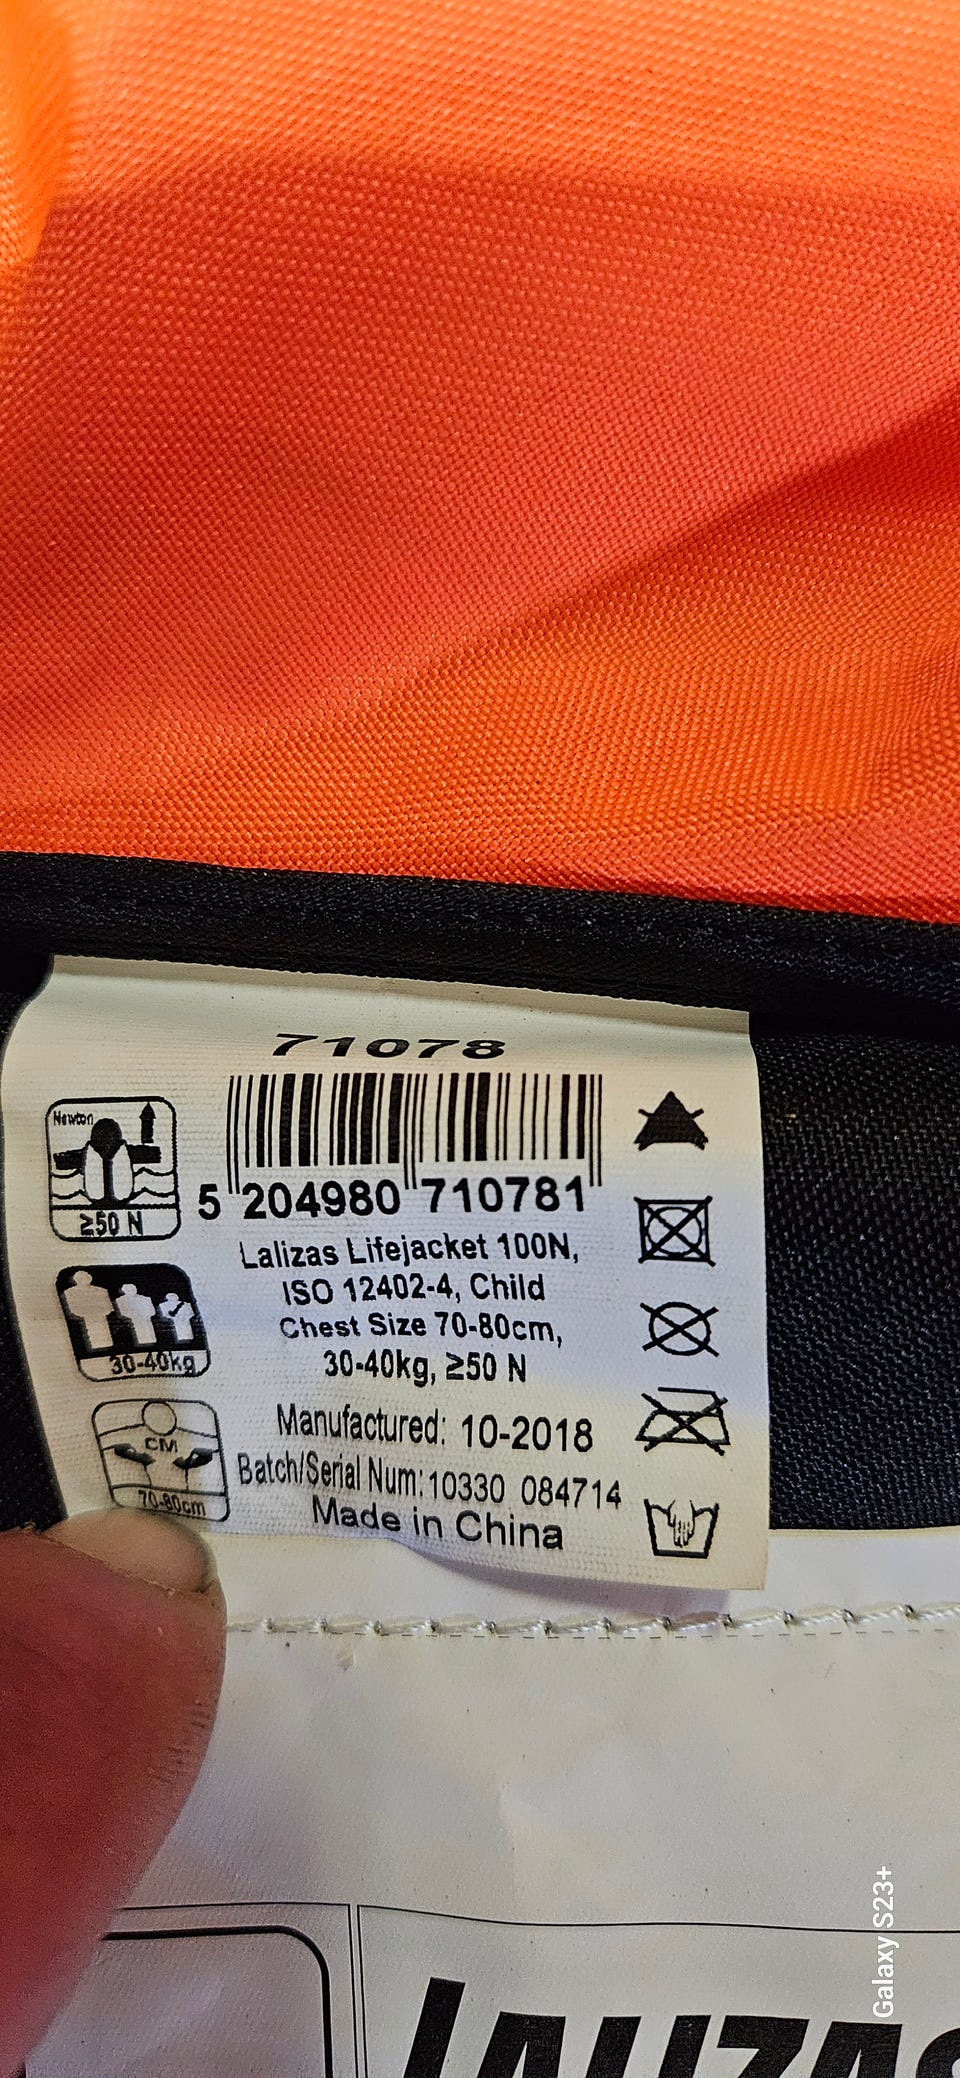 71078
Newton
≥50 N
5 204980 710781
Lalizas Lifejacket 100N,
ISO 12402-4, Child
Chest Size 70-80cm,
30-40kg, ≥50 N
30-40kg
Manufactured: 10-2018
Batch/Serial Num: 10330 084714
Made in China
CM
70-80cm
LALIZAS
Galaxy S23+